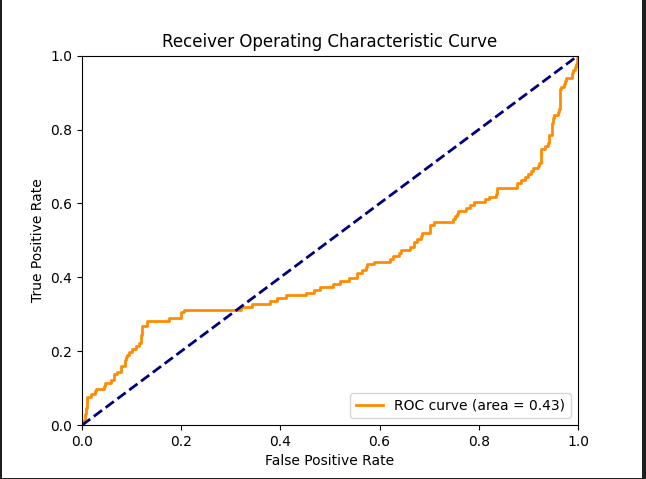 Receiver Operating Characteristic Curve
1.0
0.8
0.6
0.4
0.2
0.0
True Positive Rate
ROC curve (area = 0.43)
0.0 0.2 0.4 0.6 0.8 1.0
False Positive Rate